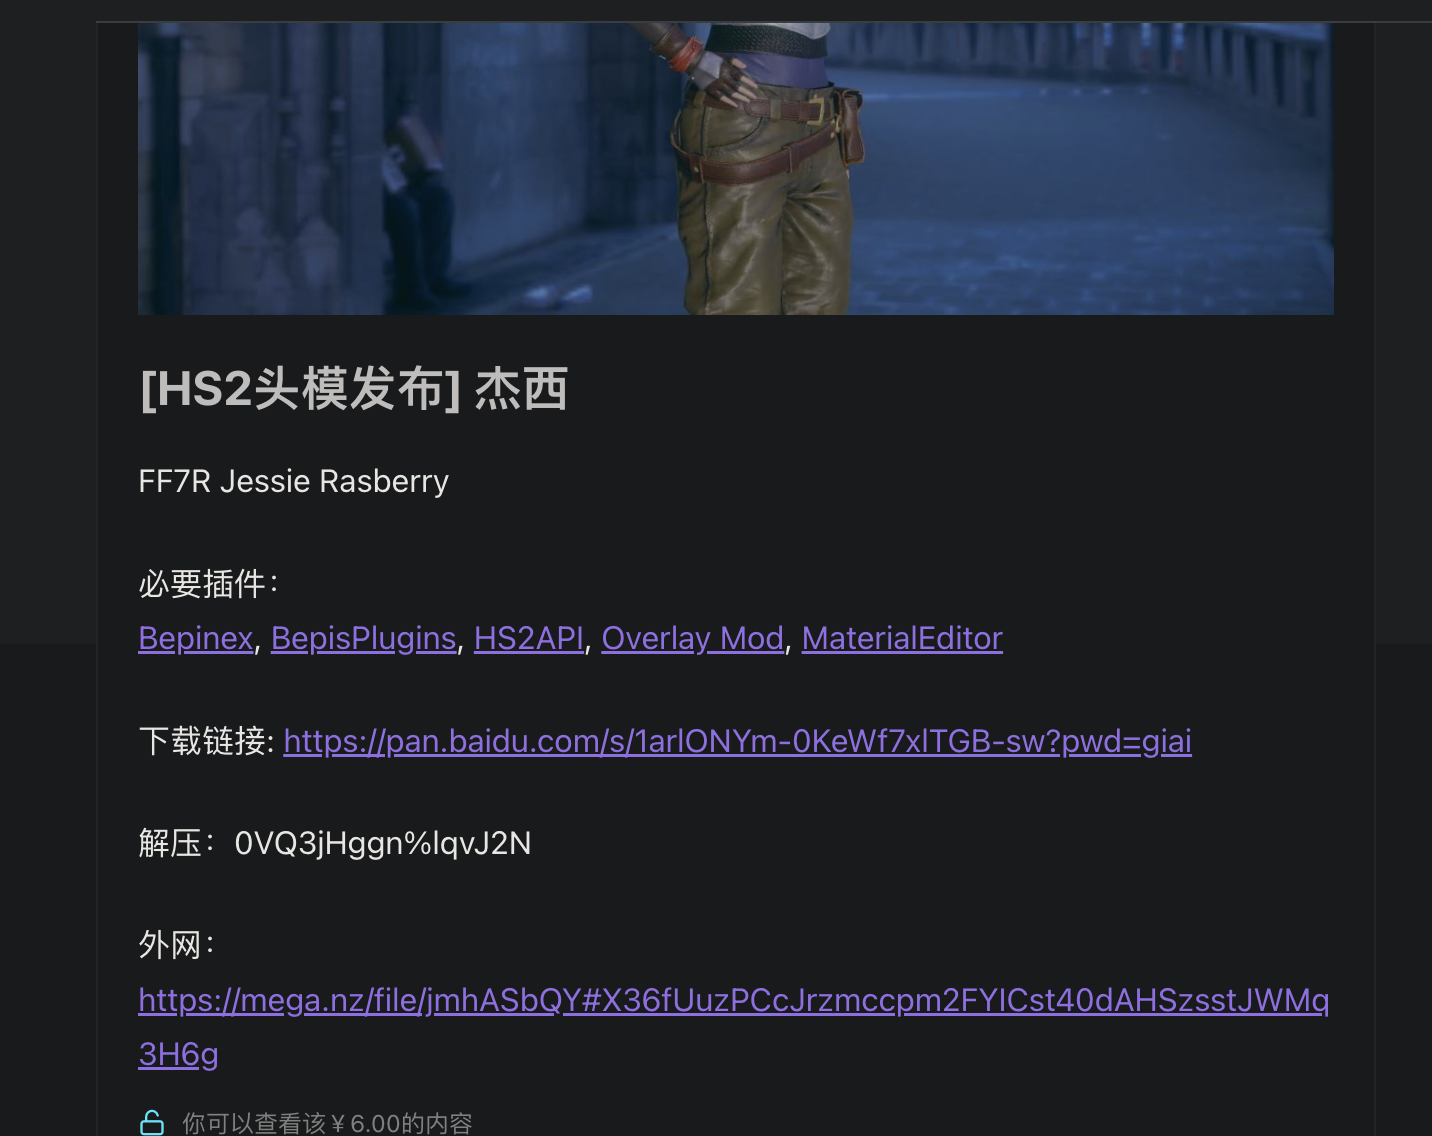 [HS2头模发布] 杰西
FF7R Jessie Rasberry
必要插件：
Bepinex, BepisPlugins, HS2API, Overlay Mod, MaterialEditor
下载链接: https://pan.baidu.com/s/1arlONYm-0KeWf7xlTGB-sw?pwd=giai
解压：0VQ3jHggn%lqvJ2N
外网：
https://mega.nz/file/jmhASbQY#X36fUuzPCcJrzmccpm2FYICst40dAHSzsstJWMq
3H6g
你可以查看该￥6.00的内容